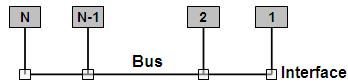 N N-1 2 1
Bus
Interface